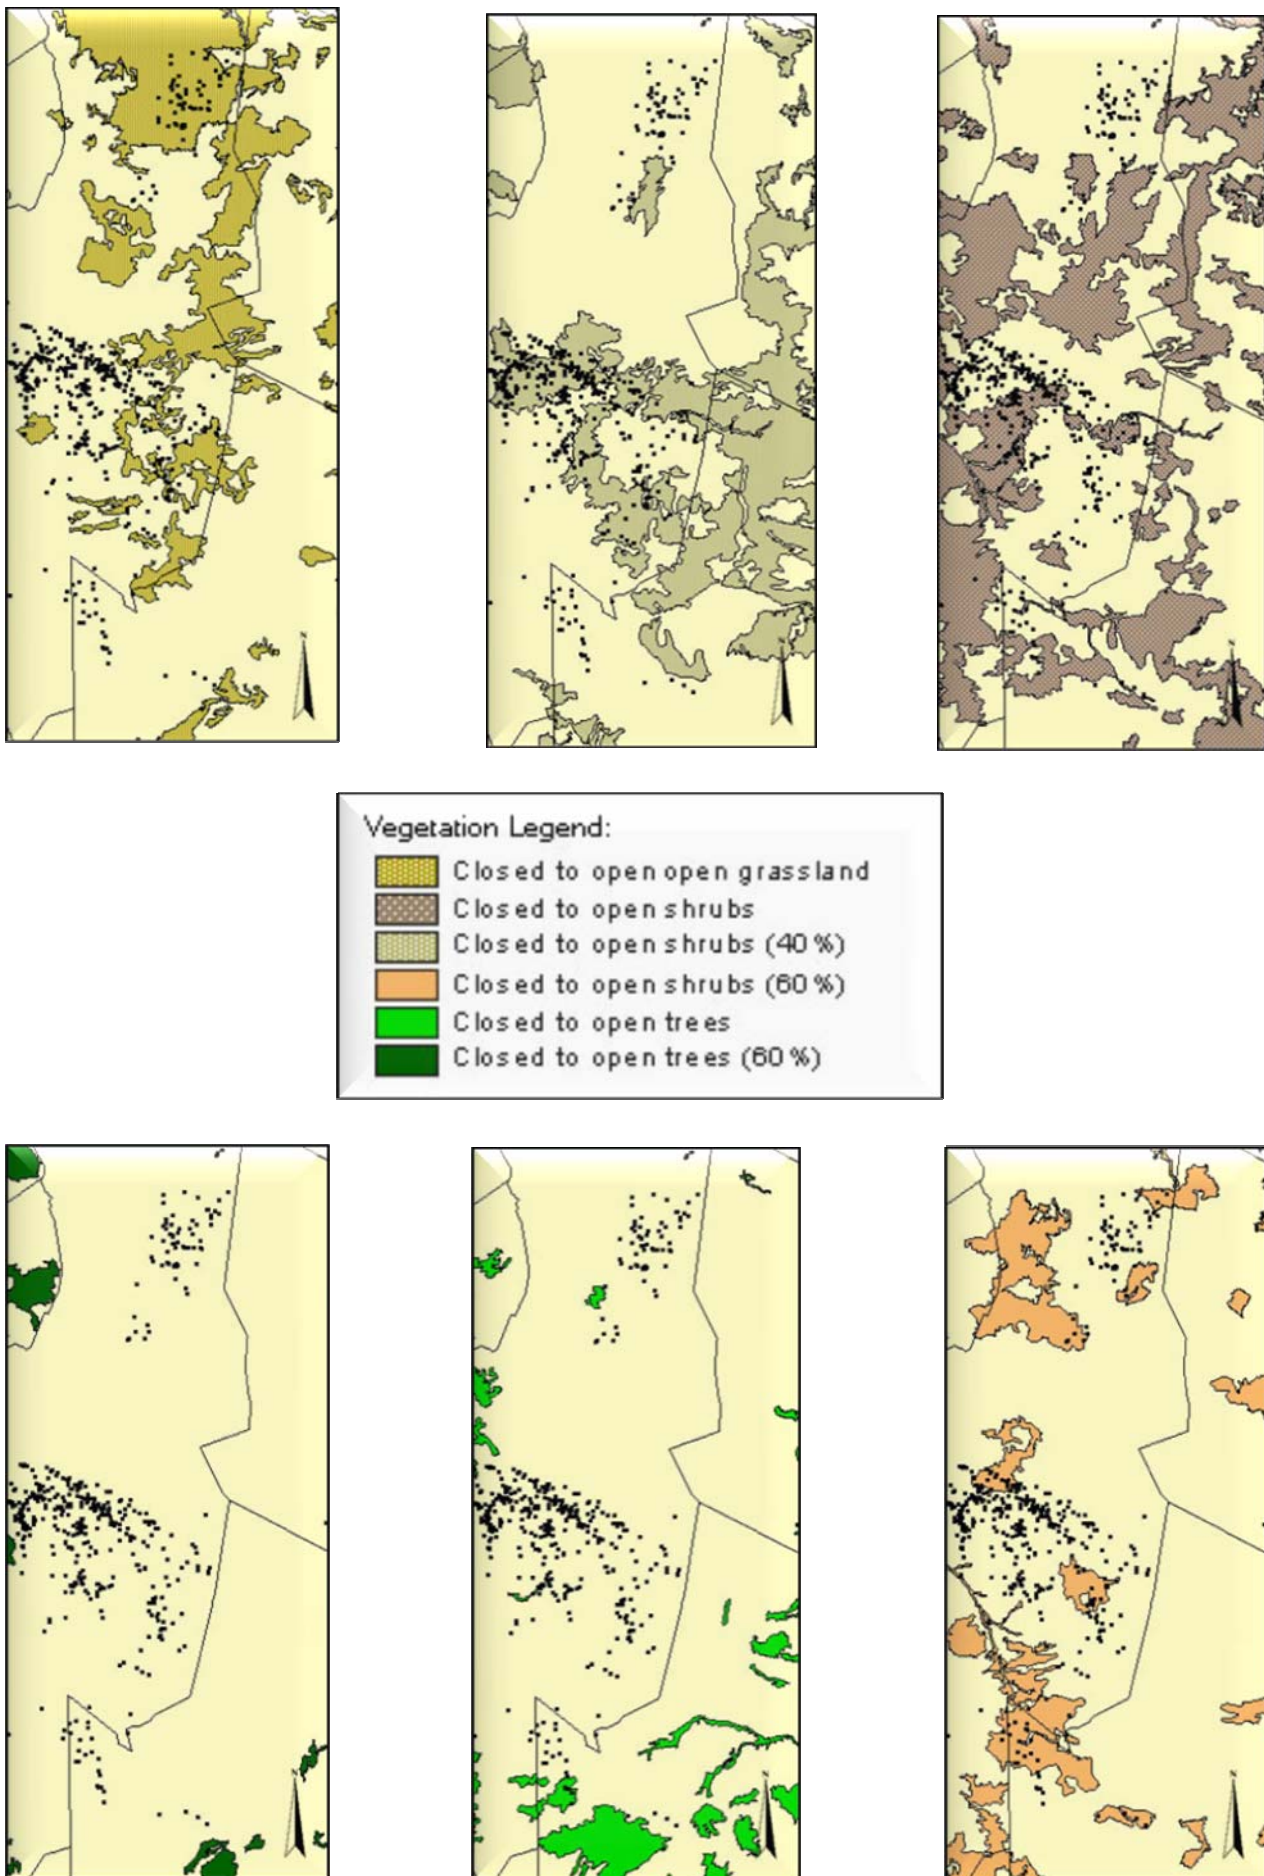 N
N
N
Vegetation Legend:
Closed to open open grassland
Closed to open shrubs
Closed to open shrubs (40 %)
Closed to open shrubs (60 %)
Closed to open trees
Closed to open trees (60 %)
N
N
N